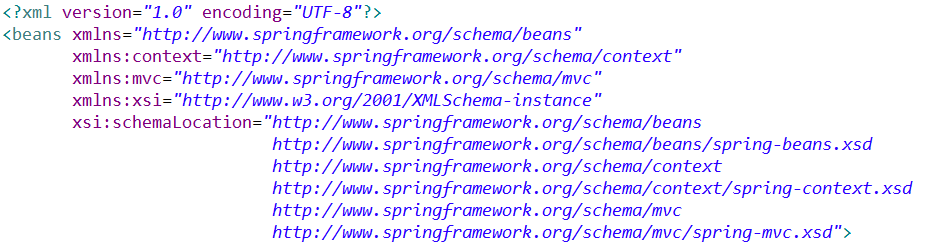 <?xml version="1.0" encoding="UTF-8"?>
<beans xmlns="http://www.springframework.org/schema/beans"
xmlns:context="http://www.springframework.org/schema/context"
xmlns:mvc="http://www.springframework.org/schema/mvc"
xmlns:xsi="http://www.w3.org/2001/XMLSchema-instance"
xsi:schemaLocation="http://www.springframework.org/schema/beans
http://www.springframework.org/schema/beans/spring-beans.xsd
http://www.springframework.org/schema/context
http://www.springframework.org/schema/context/spring-context.xsd
http://www.springframework.org/schema/mvc
http://www.springframework.org/schema/mvc/spring-mvc.xsd">